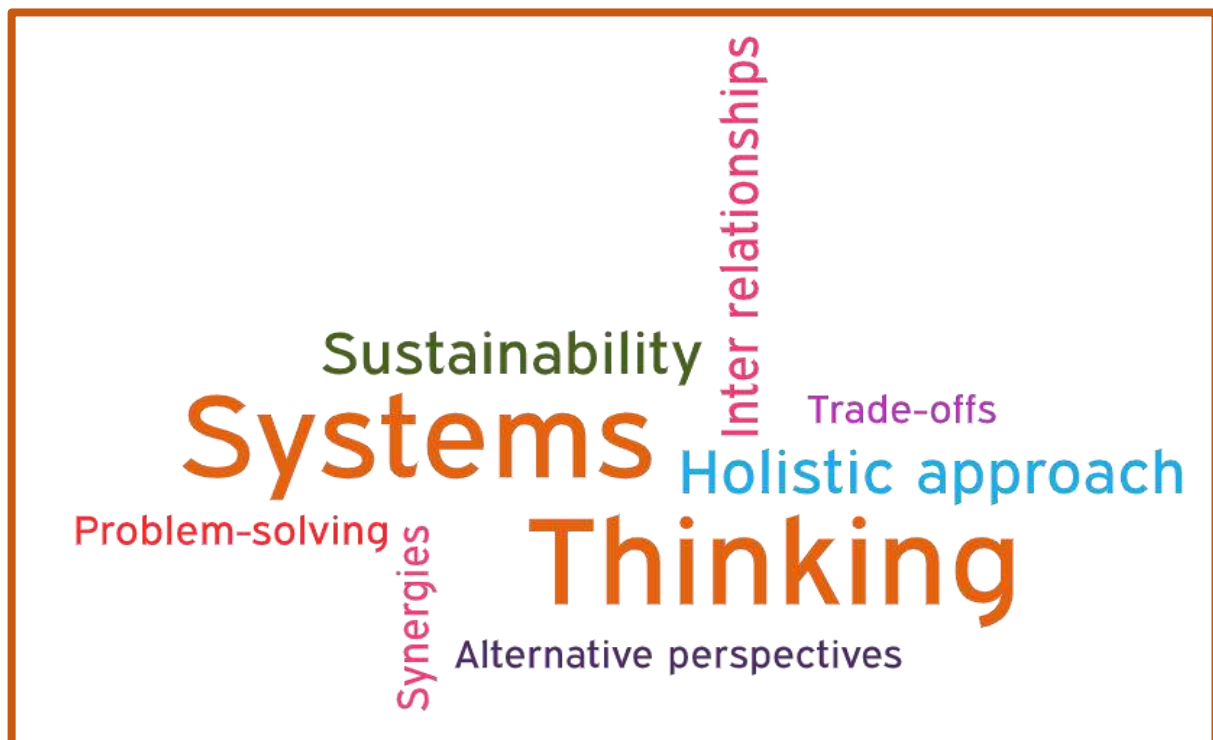 Inter relationships
Sustainability
Systems
Trade-offs
Holistic approach
Problem-solving
Thinking
Synergies
Alternative perspectives